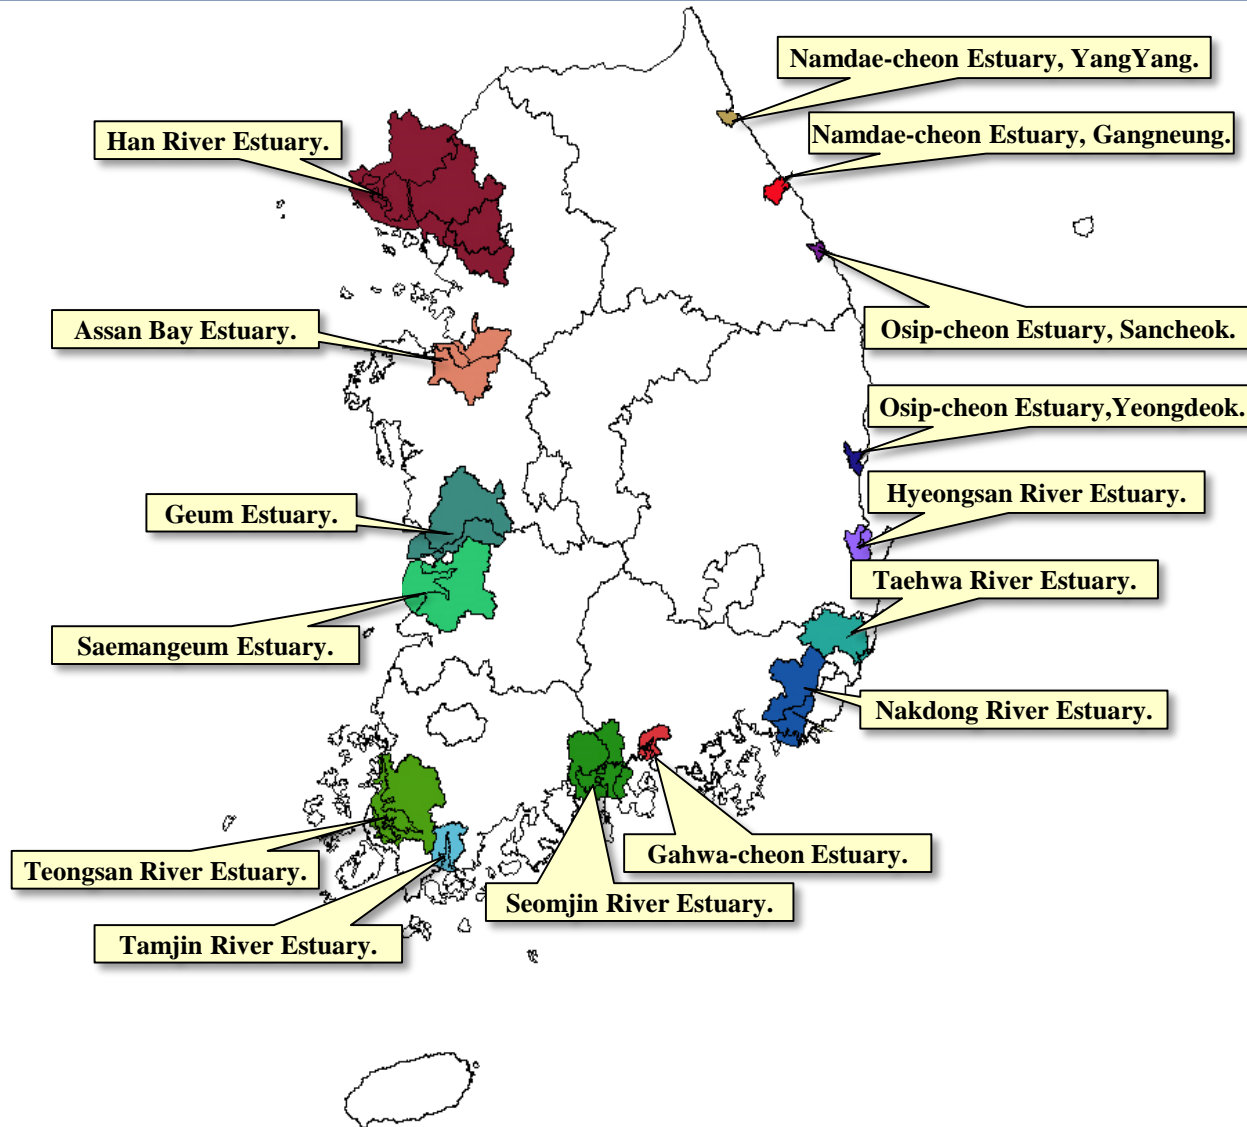 Namdae-cheon Estuary, YangYang.
Namdae-cheon Estuary, Gangneung.
Han River Estuary.
Assan Bay Estuary.
Osip-cheon Estuary, Sancheok.
Osip-cheon Estuary,Yeongdeok.
Hyeongsan River Estuary.
Geum Estuary.
Taehwa River Estuary.
Saemangeum Estuary.
Nakdong River Estuary.
Gahwa-cheon Estuary.
Teongsan River Estuary.
Seomjin River Estuary.
Tamjin River Estuary.